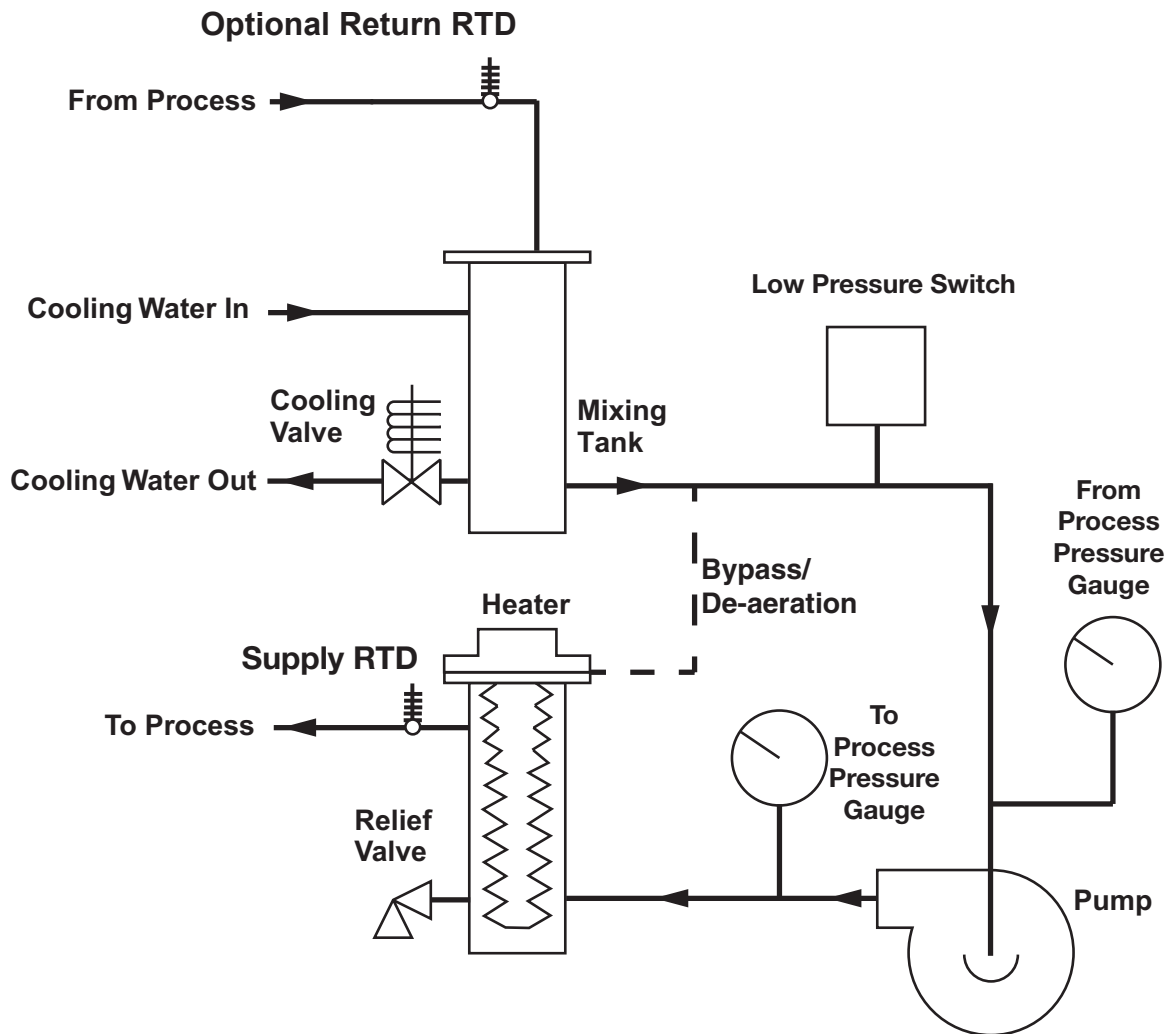 Optional Return RTD
From Process
Low Pressure Switch
Cooling Water In
Cooling
Valve
Mixing
Tank
Cooling Water Out
From
Process
Pressure
Gauge
Bypass/
De-aeration
Heater
Supply RTD
To Process
To
Process
Pressure
Gauge
Relief
Valve
Pump